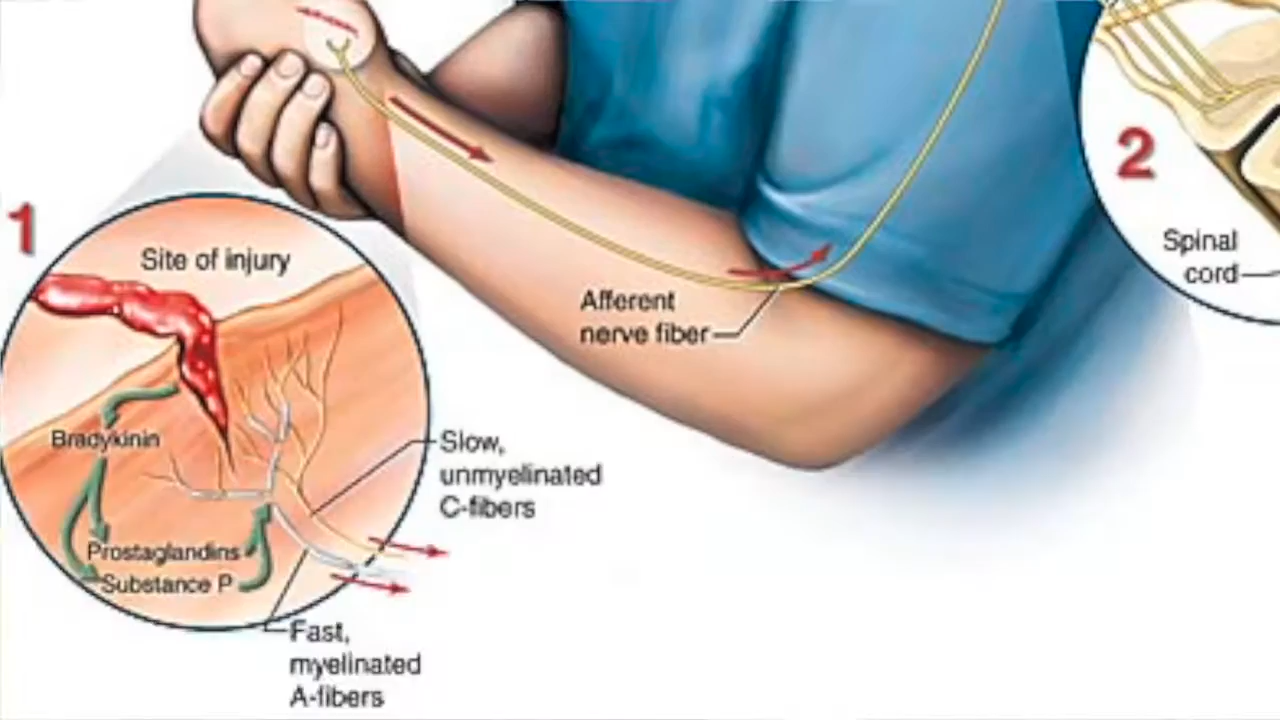 1
Site of injury
Bradykinin
Prostaglandins
Substance P
Slow,
unmyelinated
C-fibers
Fast,
myelinated
A-fibers
Afferent
nerve fiber
2
Spinal
cord